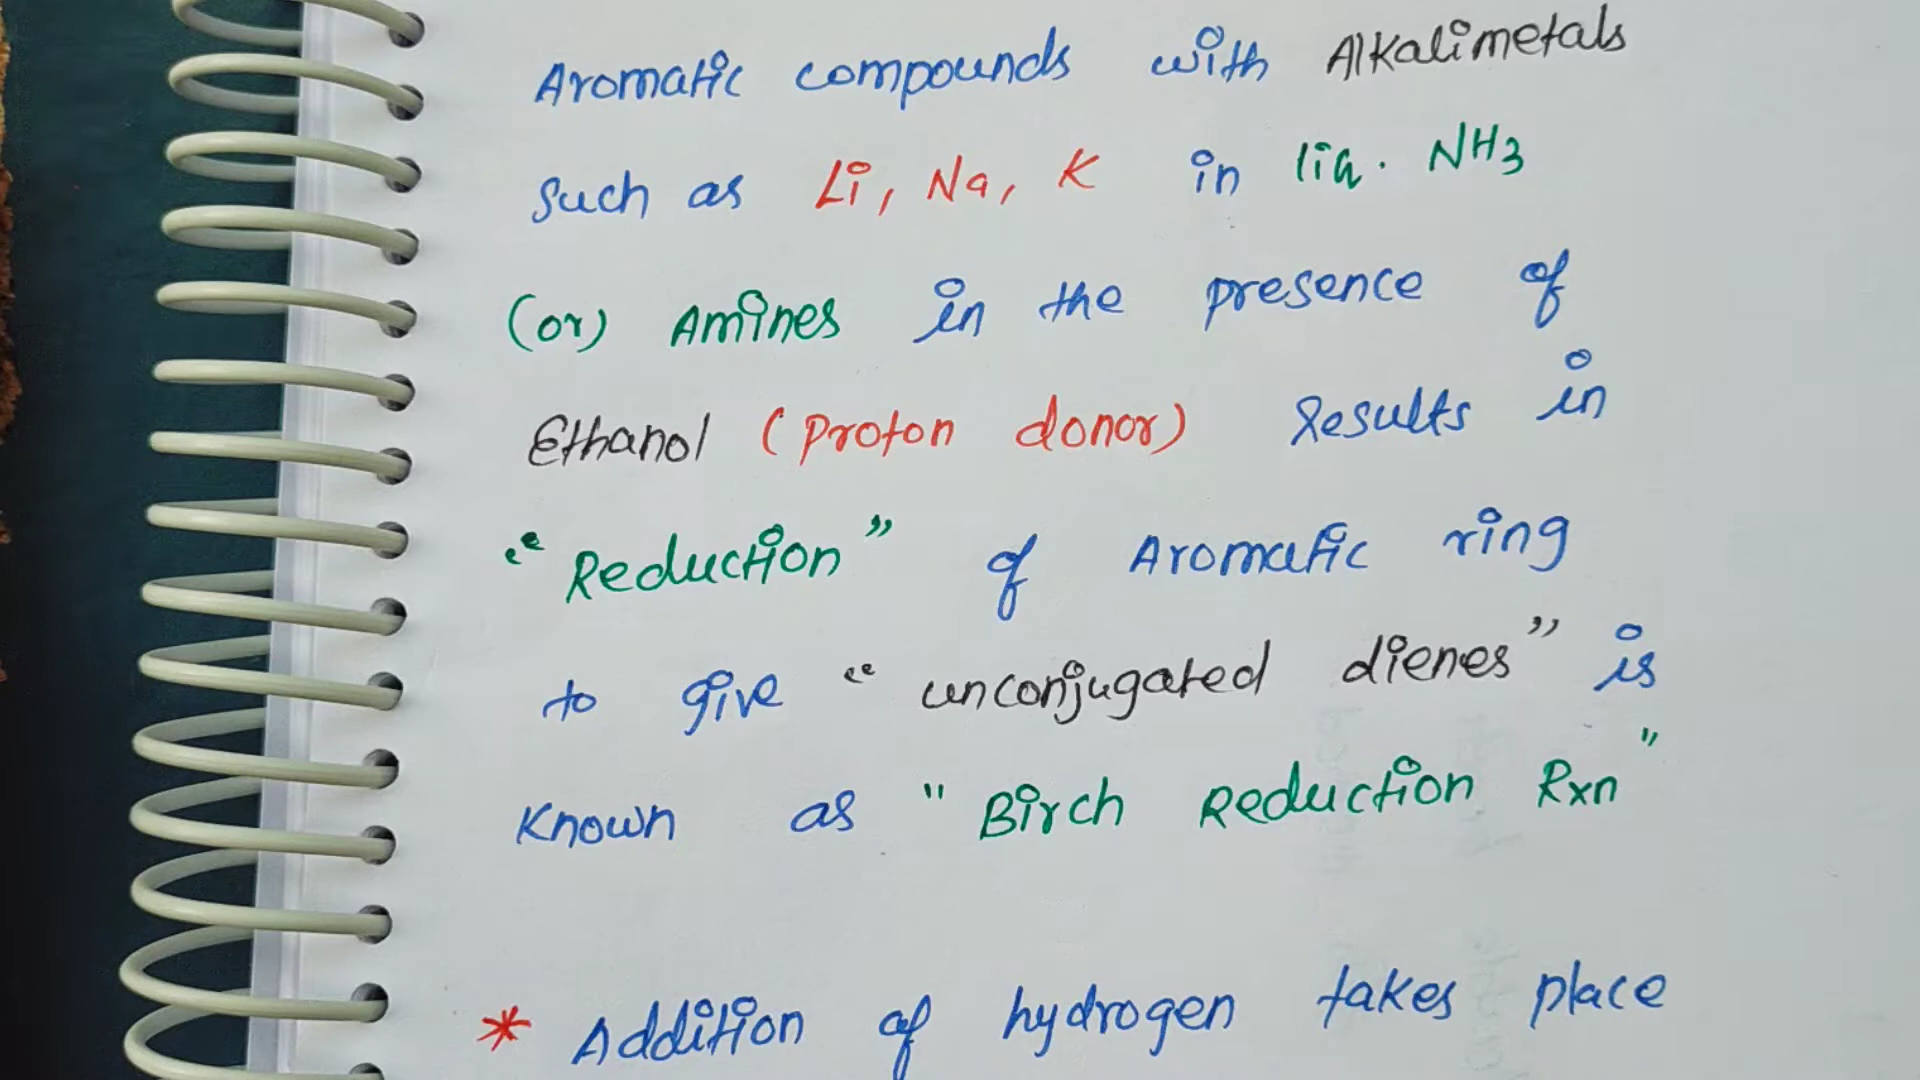 Aromatic compounds with Alkalimetals
such as Li, Na, K in liq. NH3
(or) Amines in the presence of
Ethanol (Proton donor) Results in
“Reduction” of Aromatic ring
to give “unconjugated dienes” is
Known as "Birch Reduction Rxn"
* Addition of hydrogen takes place